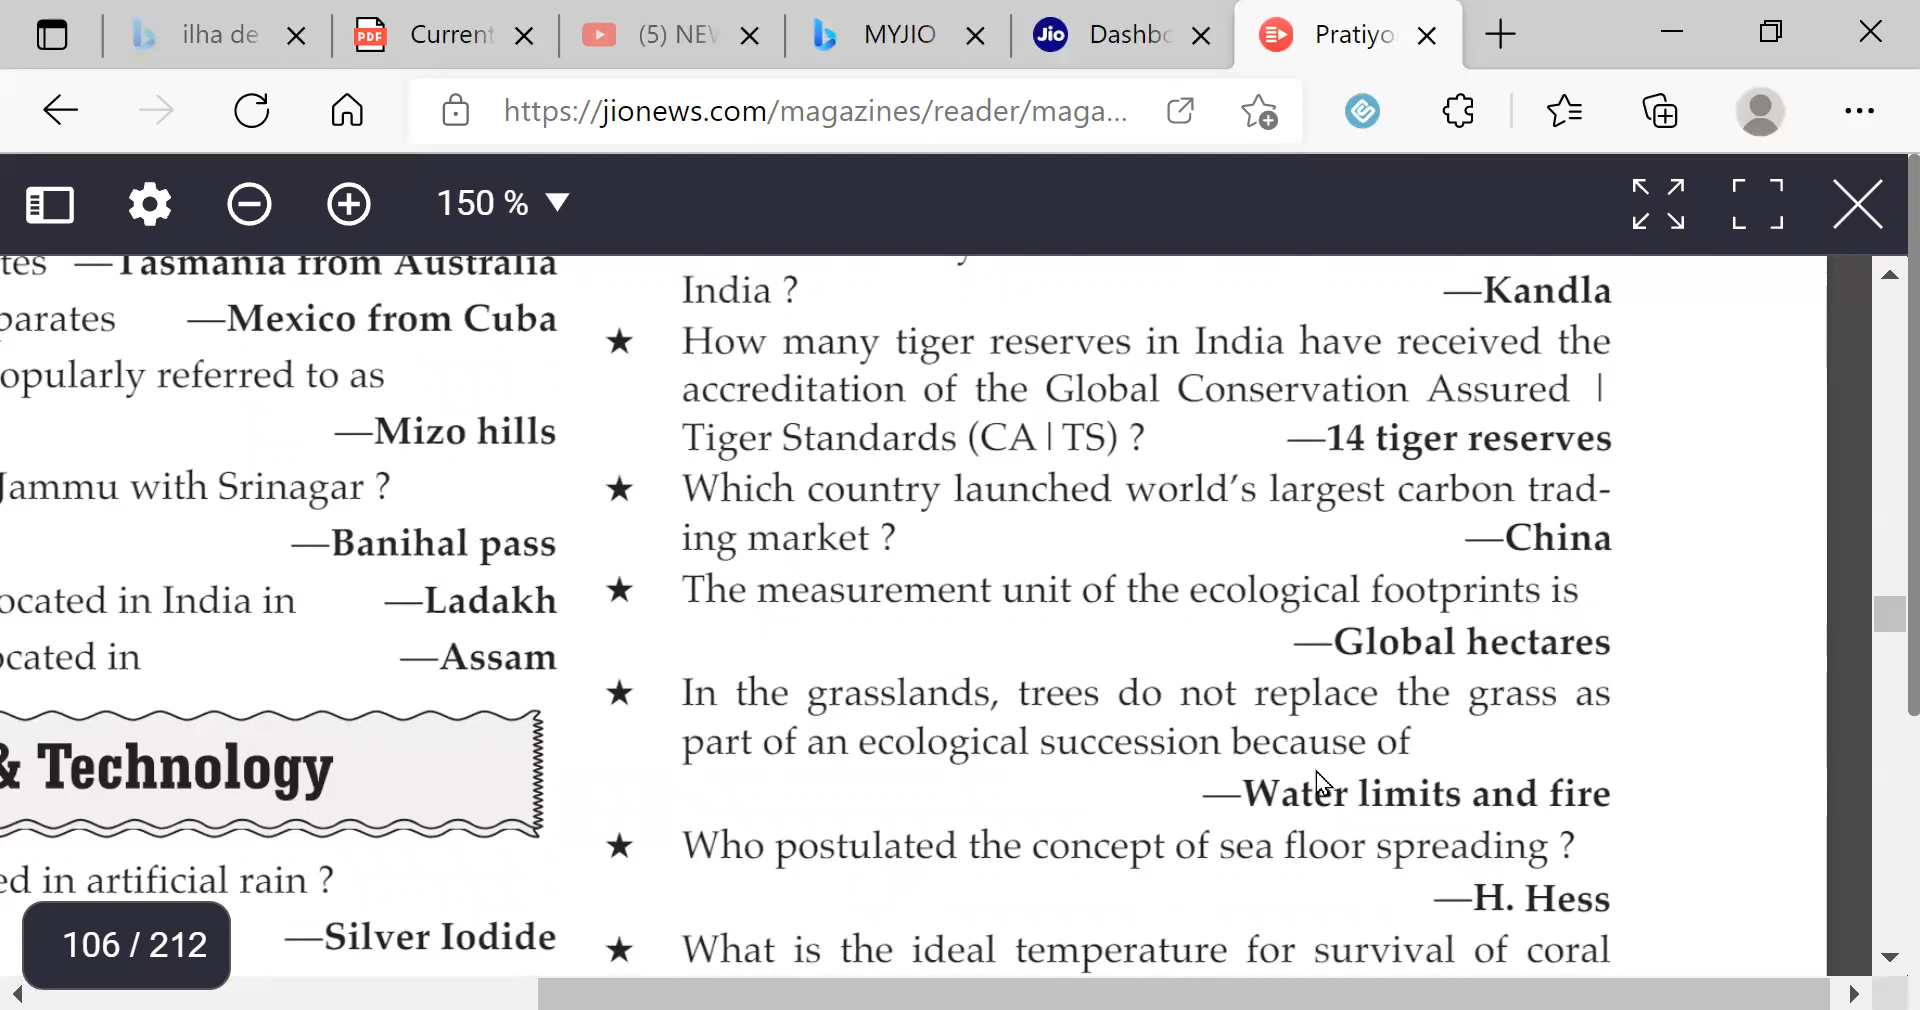 ilha de
Current
(5) NEW
MYJIO
Dashbo
Pratiyo
https://jionews.com/magazines/reader/maga...
150 %
tes —Tasmania from Australia
parates —Mexico from Cuba
opularly referred to as
—Mizo hills
Jammu with Srinagar ?
—Banihal pass
ocated in India in —Ladakh
ocated in —Assam
& Technology
ed in artificial rain ?
—Silver Iodide
106 / 212
India ? —Kandla
★ How many tiger reserves in India have received the
accreditation of the Global Conservation Assured |
Tiger Standards (CA|TS) ? —14 tiger reserves
★ Which country launched world's largest carbon trad-
ing market ? —China
★ The measurement unit of the ecological footprints is
—Global hectares
★ In the grasslands, trees do not replace the grass as
part of an ecological succession because of
—Water limits and fire
★ Who postulated the concept of sea floor spreading ?
—H. Hess
★ What is the ideal temperature for survival of coral